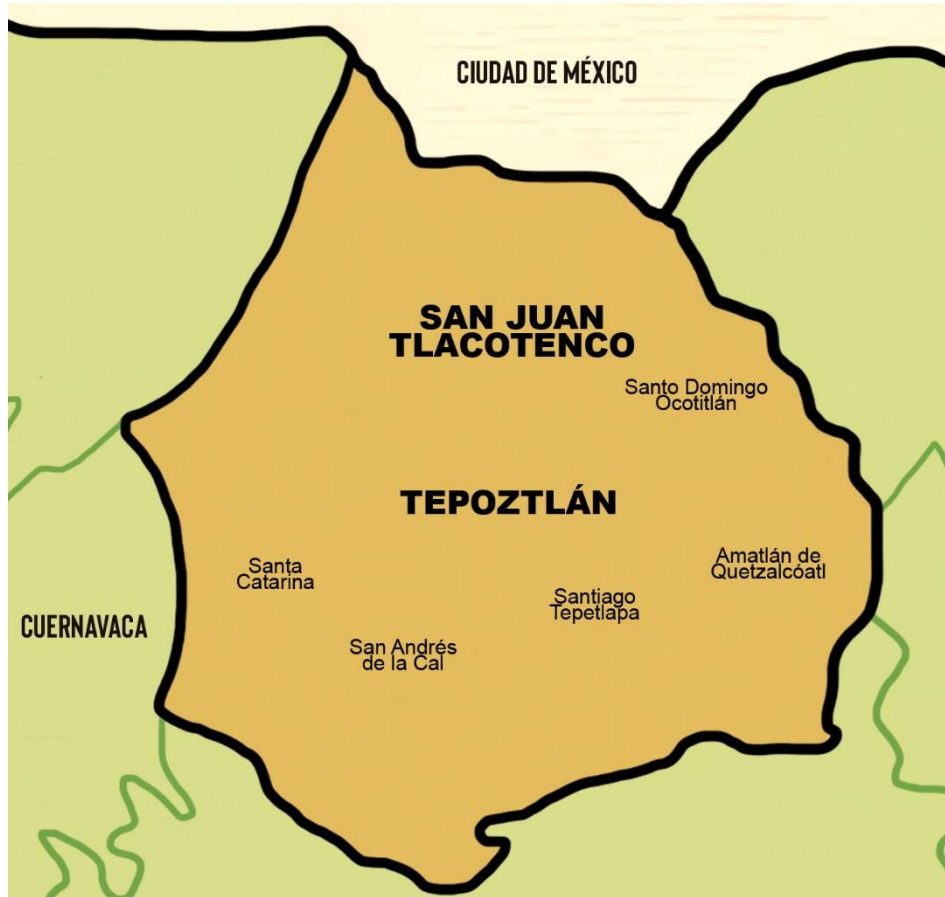 CIUDAD DE MÉXICO
SAN JUAN
TLACOTENCO
Santo Domingo
Ocotitlán
TEPOZTLÁN
Santa
Catarina
Amatlán de
Quetzalcóatl
Santiago
Tepetlapa
CUERNAVACA
San Andrés
de la Cal